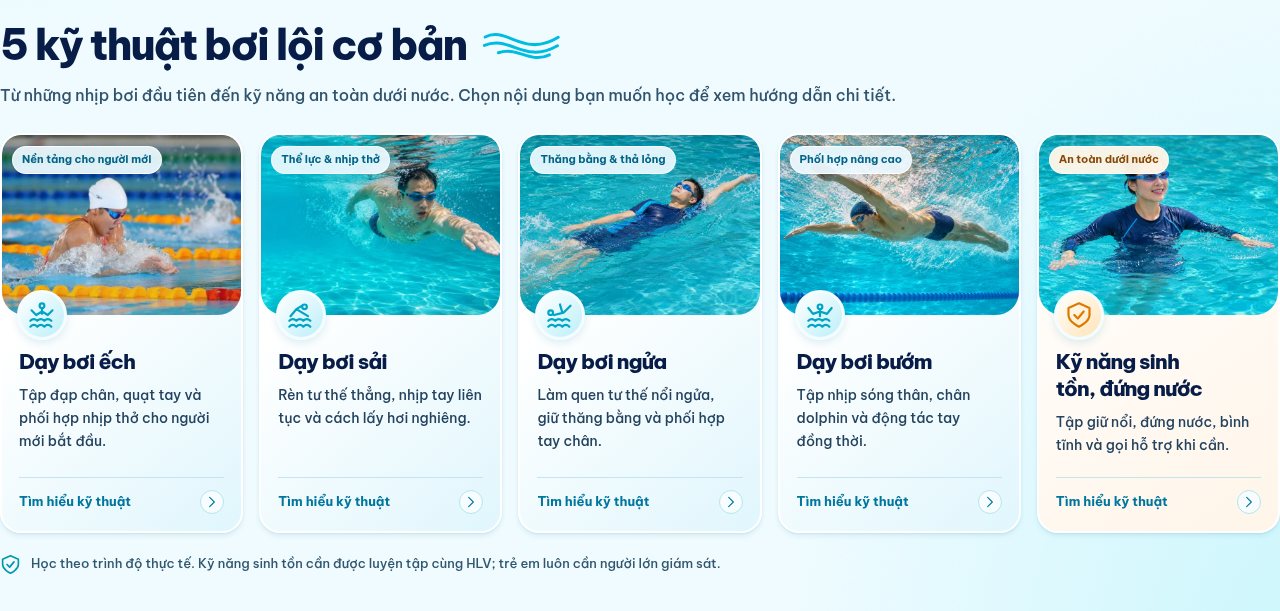 5 kỹ thuật bơi lội cơ bản
Từ những nhịp bơi đầu tiên đến kỹ năng an toàn dưới nước. Chọn nội dung bạn muốn học để xem hướng dẫn chi tiết.
Nền tảng cho người mới
Dạy bơi ếch
Tập đạp chân, quạt tay và
phối hợp nhịp thở cho người
mới bắt đầu.
Tìm hiểu kỹ thuật
Thể lực & nhịp thở
Dạy bơi sải
Rèn tư thế thẳng, nhịp tay liên
tục và cách lấy hơi nghiêng.
Tìm hiểu kỹ thuật
Thăng bằng & thả lỏng
Dạy bơi ngửa
Làm quen tư thế nổi ngửa,
giữ thăng bằng và phối hợp
tay chân.
Tìm hiểu kỹ thuật
Phối hợp nâng cao
Dạy bơi bướm
Tập nhịp sóng thân, chân
dolphin và động tác tay
đồng thời.
Tìm hiểu kỹ thuật
An toàn dưới nước
Kỹ năng sinh
tồn, đứng nước
Tập giữ nổi, đứng nước, bình
tĩnh và gọi hỗ trợ khi cần.
Tìm hiểu kỹ thuật
Học theo trình độ thực tế. Kỹ năng sinh tồn cần được luyện tập cùng HLV; trẻ em luôn cần người lớn giám sát.